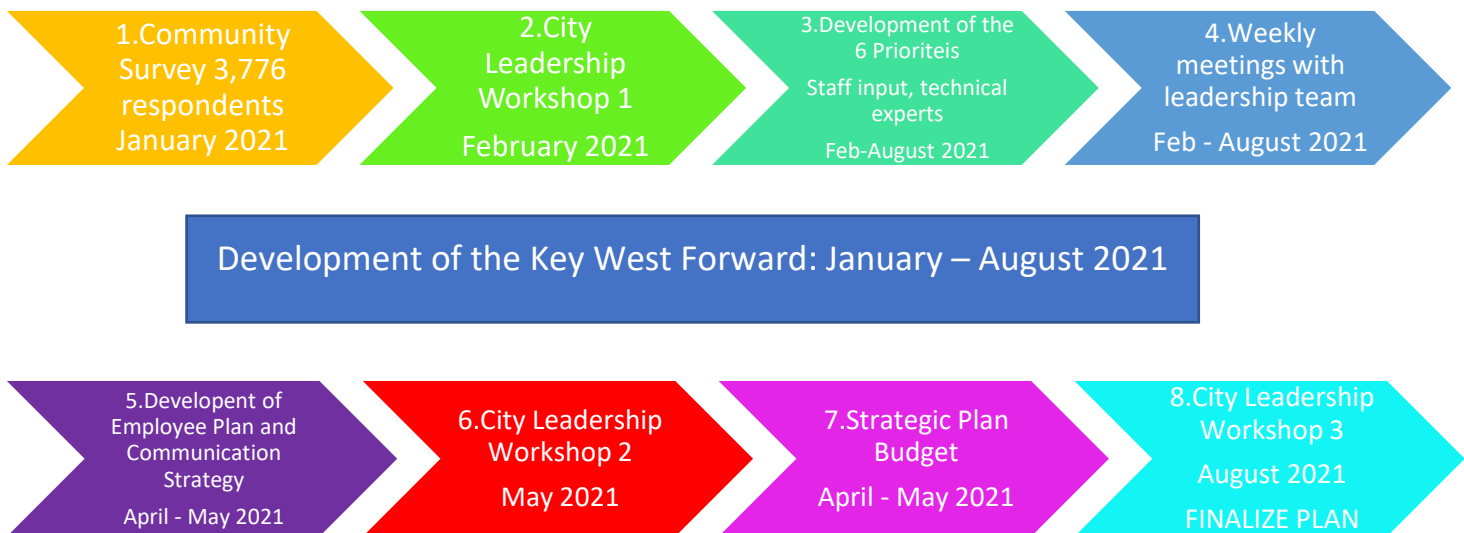 1.Community
Survey 3,776
respondents
January 2021
2.City
Leadership
Workshop 1
February 2021
3.Development of the
6 Prioriteis
Staff input, technical
experts
Feb-August 2021
4.Weekly
meetings with
leadership team
Feb - August 2021
Development of the Key West Forward: January – August 2021
5.Developent of
Employee Plan and
Communication
Strategy
April - May 2021
6.City Leadership
Workshop 2
May 2021
7.Strategic Plan
Budget
April - May 2021
8.City Leadership
Workshop 3
August 2021
FINALIZE PLAN